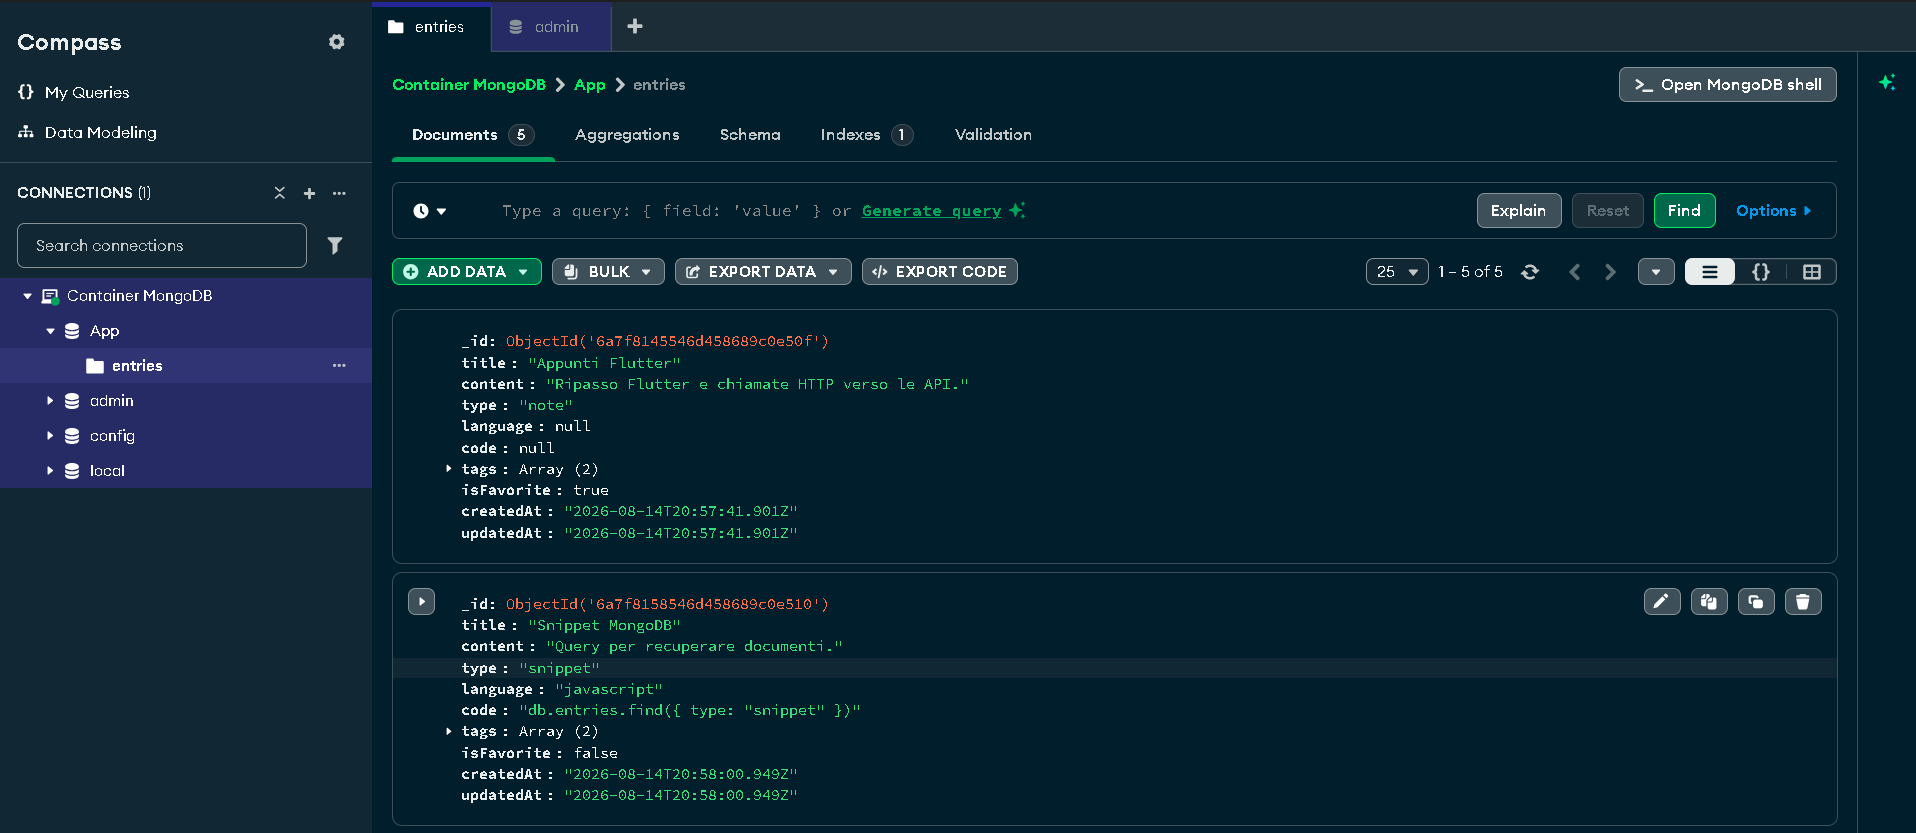 Compass
My Queries
Data Modeling
CONNECTIONS (1)
Search connections
Container MongoDB
App
entries
admin
config
local
entries
admin
Container MongoDB > App > entries
Open MongoDB shell
Documents 5 Aggregations Schema Indexes 1 Validation
Type a query: { field: 'value' } or Generate query
Explain Reset Find Options
ADD DATA BULK EXPORT DATA EXPORT CODE
25 1 – 5 of 5
_id: ObjectId('6a7f8145546d458689c0e50f')
title : "Appunti Flutter"
content : "Ripasso Flutter e chiamate HTTP verso le API."
type : "note"
language : null
code : null
tags : Array (2)
isFavorite : true
createdAt : "2026-08-14T20:57:41.901Z"
updatedAt : "2026-08-14T20:57:41.901Z"
_id: ObjectId('6a7f8158546d458689c0e510')
title : "Snippet MongoDB"
content : "Query per recuperare documenti."
type : "snippet"
language : "javascript"
code : "db.entries.find({ type: "snippet" })"
tags : Array (2)
isFavorite : false
createdAt : "2026-08-14T20:58:00.949Z"
updatedAt : "2026-08-14T20:58:00.949Z"